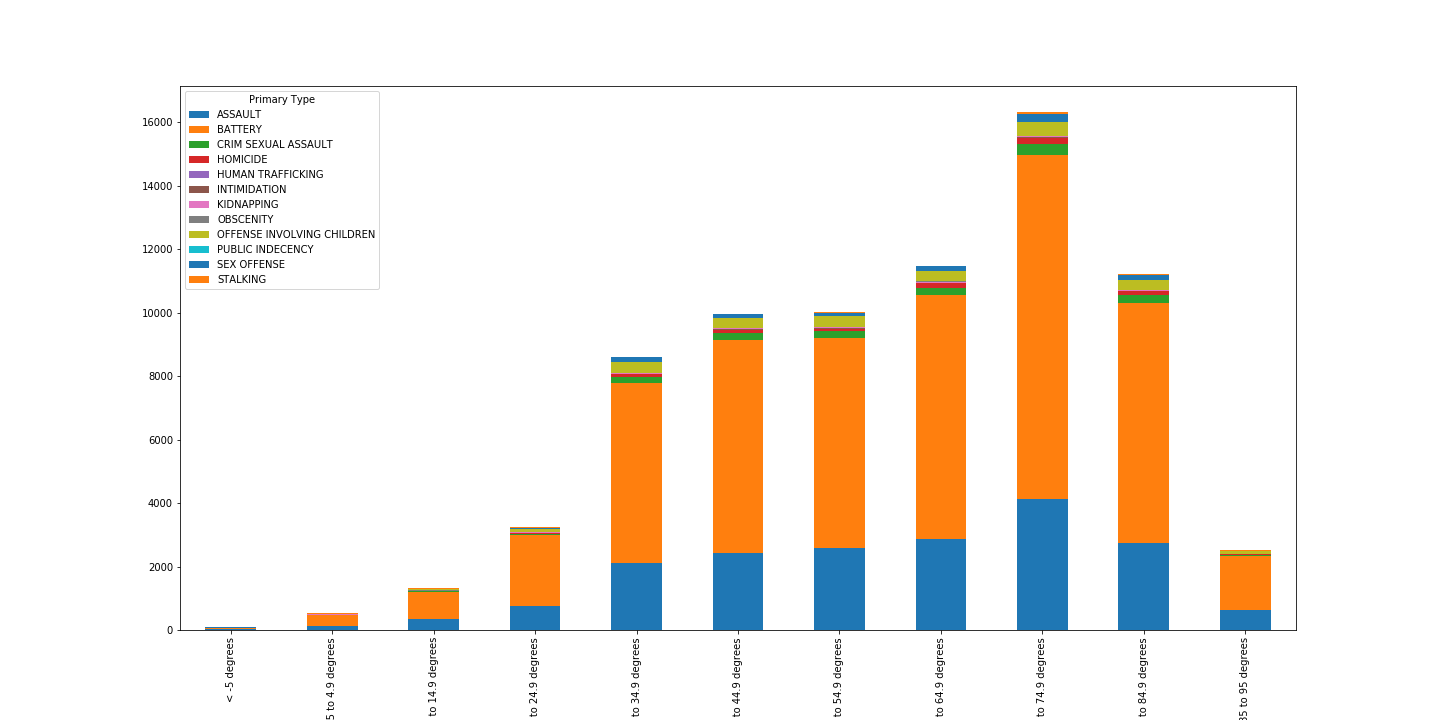 Primary Type
ASSAULT
BATTERY
CRIM SEXUAL ASSAULT
HOMICIDE
HUMAN TRAFFICKING
INTIMIDATION
KIDNAPPING
OBSCENITY
OFFENSE INVOLVING CHILDREN
PUBLIC INDECENCY
SEX OFFENSE
STALKING
16000
14000
12000
10000
8000
6000
4000
2000
0
< -5 degrees
5 to 4.9 degrees
to 14.9 degrees
to 24.9 degrees
to 34.9 degrees
to 44.9 degrees
to 54.9 degrees
to 64.9 degrees
to 74.9 degrees
to 84.9 degrees
to 95 degrees